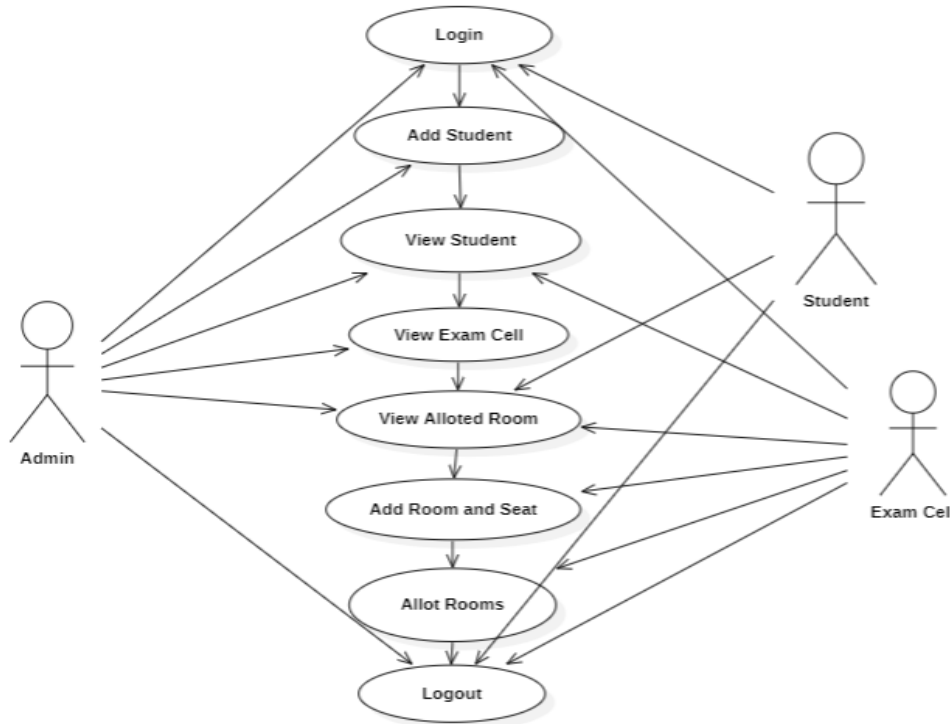 Login
Add Student
View Student
Student
View Exam Cell
View Alloted Room
Admin
Add Room and Seat
Exam Cel
Allot Rooms
Logout